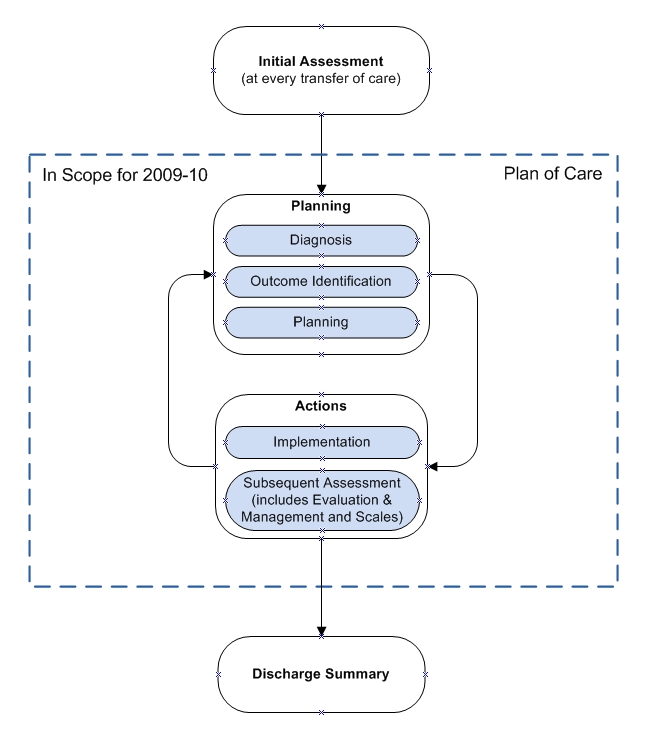 Initial Assessment
(at every transfer of care)
In Scope for 2009-10
Plan of Care
Planning
Diagnosis
Outcome Identification
Planning
Actions
Implementation
Subsequent Assessment
(includes Evaluation &
Management and Scales)
Discharge Summary